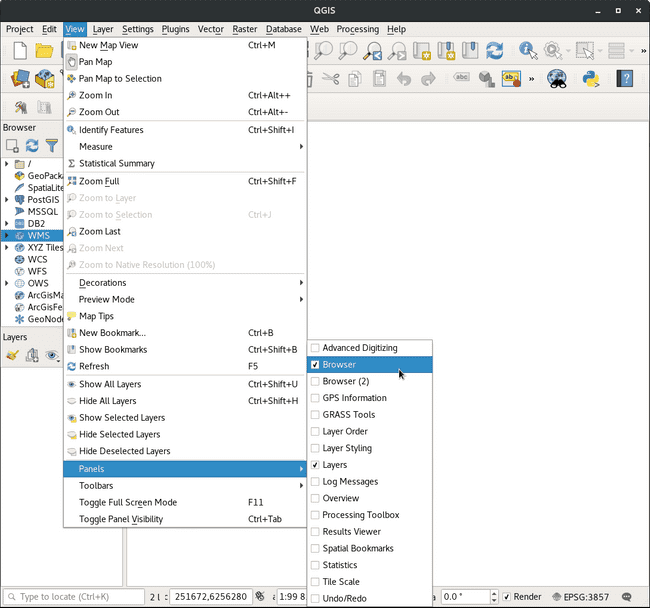 QGIS
Project Edit View Layer Settings Plugins Vector Raster Database Web Processing Help
New Map View Ctrl+M
Pan Map
Pan Map to Selection
Zoom In Ctrl+Alt++
Zoom Out Ctrl+Alt+-
Identify Features Ctrl+Shift+I
Measure
Statistical Summary
Zoom Full Ctrl+Shift+F
Zoom to Layer
Zoom to Selection Ctrl+J
Zoom Last
Zoom Next
Zoom to Native Resolution (100%)
Decorations
Preview Mode
Map Tips
New Bookmark... Ctrl+B
Show Bookmarks Ctrl+Shift+B
Refresh F5
Show All Layers Ctrl+Shift+U
Hide All Layers Ctrl+Shift+H
Show Selected Layers
Hide Selected Layers
Hide Deselected Layers
Panels
Toolbars
Toggle Full Screen Mode F11
Toggle Panel Visibility Ctrl+Tab
Browser
/
GeoPack
SpatiaLite
PostGIS
MSSQL
DB2
WMS
XYZ Tiles
WCS
WFS
OWS
ArcGisMa
ArcGisFe
GeoNode
Layers
Advanced Digitizing
Browser
Browser (2)
GPS Information
GRASS Tools
Layer Order
Layer Styling
Layers
Log Messages
Overview
Processing Toolbox
Results Viewer
Spatial Bookmarks
Statistics
Tile Scale
Undo/Redo
abc
abc
Type to locate (Ctrl+K) 2 l 251672,6256280 1:99 8 0.0 ° Render EPSG:3857